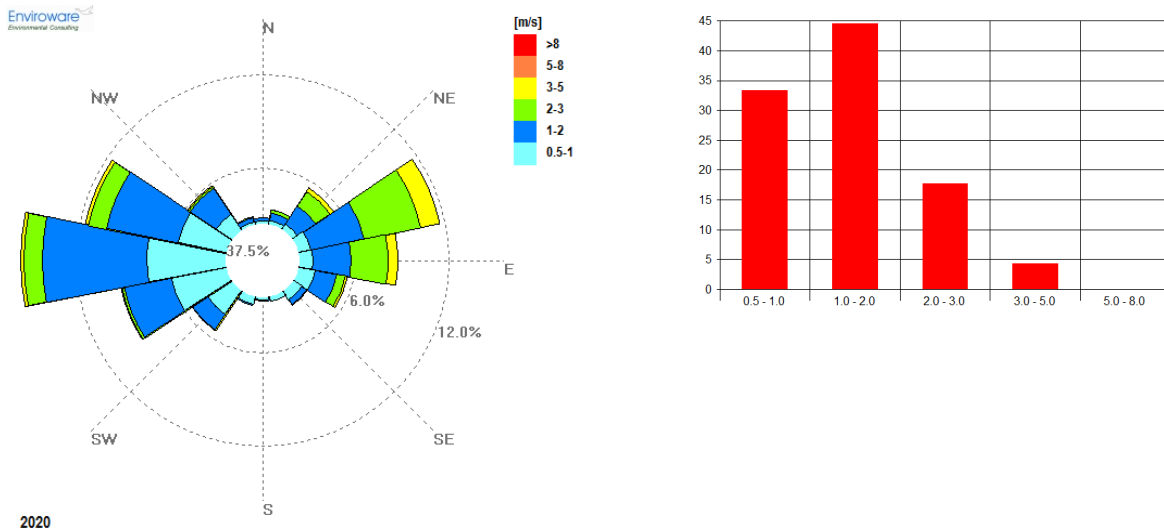 Enviroware
Environmental Consulting
N
NE
E
SE
S
SW
NW
37.5%
6.0%
12.0%
[m/s]
>8
5-8
3-5
2-3
1-2
0.5-1
2020
45
40
35
30
25
20
15
10
5
0
0.5 - 1.0 1.0 - 2.0 2.0 - 3.0 3.0 - 5.0 5.0 - 8.0